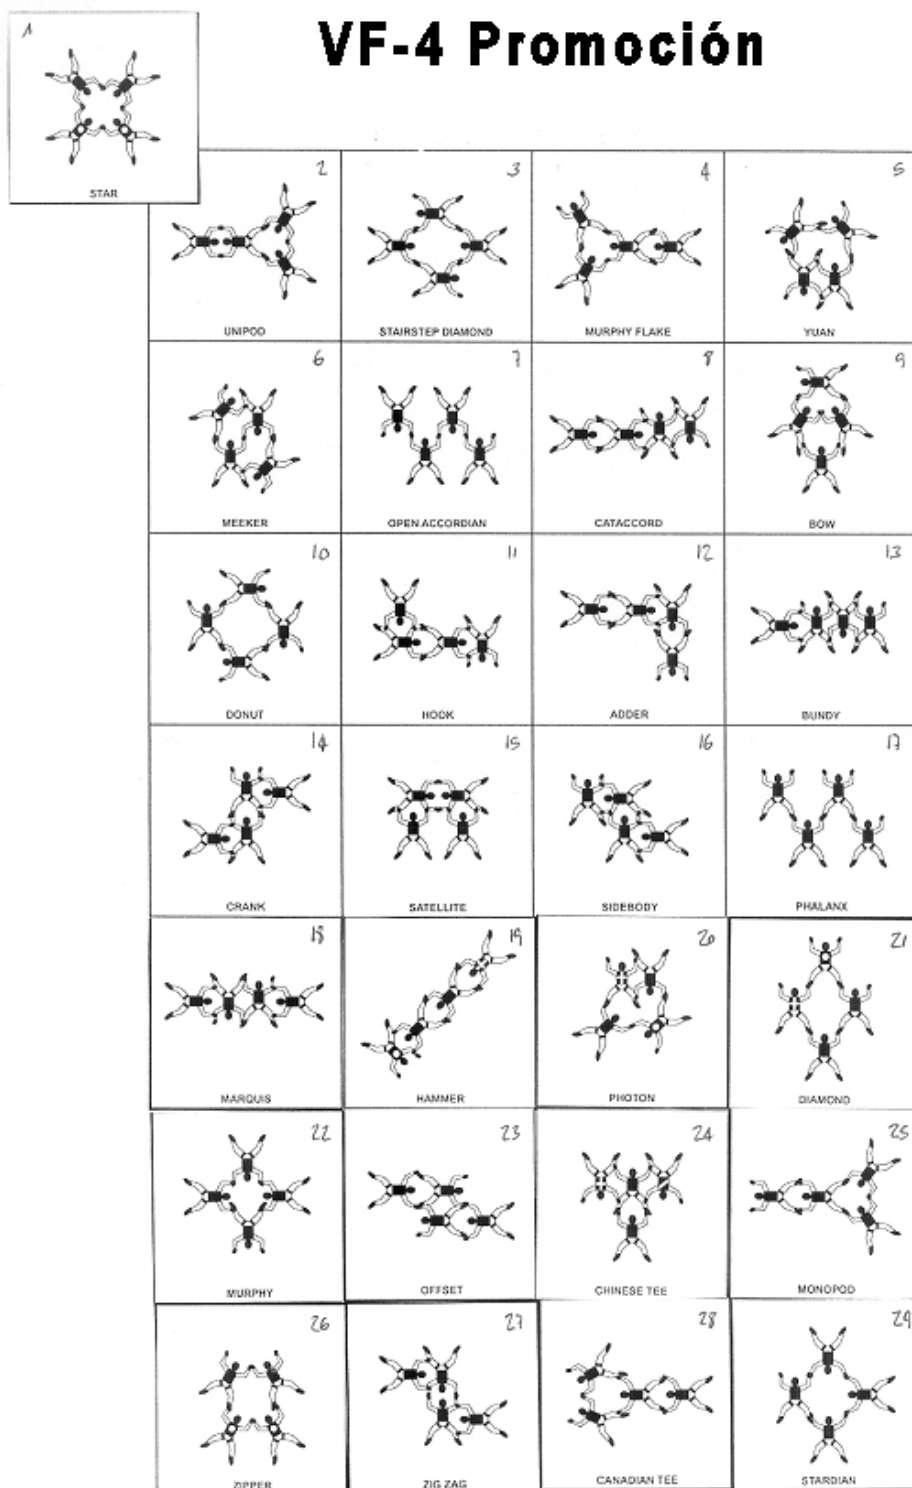 VF-4 Promoción
1
STAR
2 3 4 5
UNIPOD STAIRSTEP DIAMOND MURPHY FLAKE YUAN
6 7 8 9
MEEKER OPEN ACCORDIAN CATACCORD BOW
10 11 12 13
DONUT HOOK ADDER BUNDY
14 15 16 17
CRANK SATELLITE SIDEBODY PHALANX
18 19 20 21
MARQUIS HAMMER PHOTON DIAMOND
22 23 24 25
MURPHY OFFSET CHINESE TEE MONOPOD
26 27 28 29
ZIPPER ZIG ZAG CANADIAN TEE STARDIAN